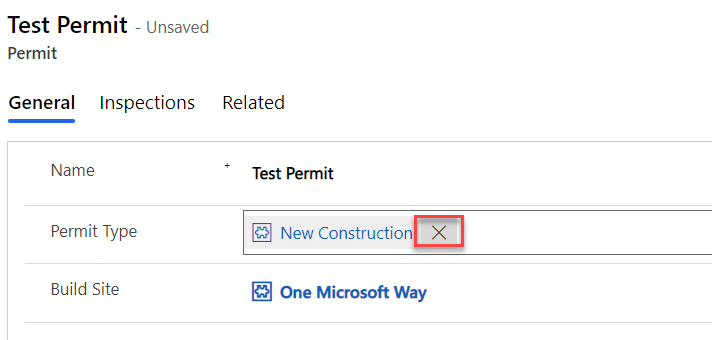 Test Permit - Unsaved
Permit
General Inspections Related
Name + Test Permit
Permit Type New Construction
Build Site One Microsoft Way